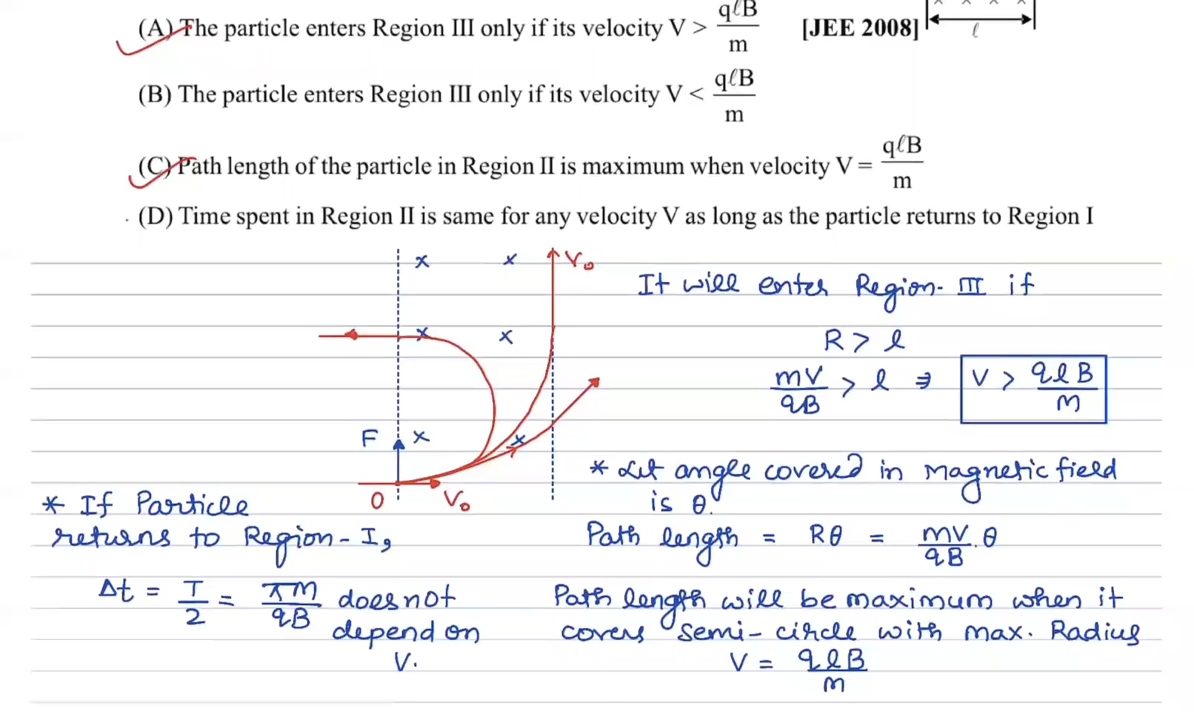 (A) The particle enters Region III only if its velocity V > qℓB/m [JEE 2008]
ℓ
(B) The particle enters Region III only if its velocity V < qℓB/m
(C) Path length of the particle in Region II is maximum when velocity V = qℓB/m
(D) Time spent in Region II is same for any velocity V as long as the particle returns to Region I
x x V₀
x x
F x x
O V₀
It will enter Region-III if
R > l
mV/qB > l ⇒ V > qlB/m
* Let angle covered in magnetic field
is θ.
Path length = Rθ = mV/qB . θ
Path length will be maximum when it
covers semi-circle with max. Radius
V = qlB/m
* If Particle
returns to Region-I,
Δt = T/2 = πM/qB does not
depend on
V.